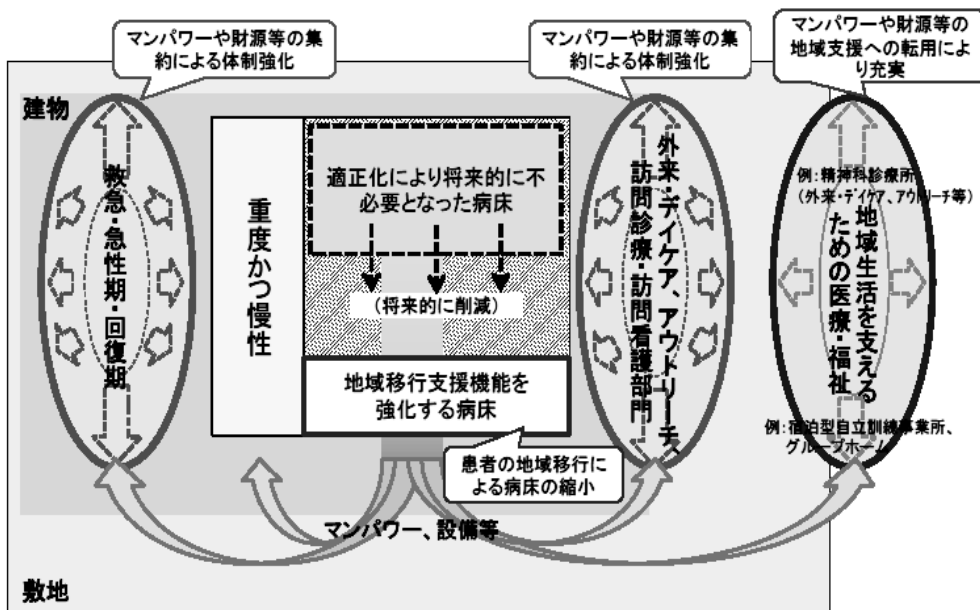 マンパワーや財源等の集
約による体制強化
マンパワーや財源等の集
約による体制強化
マンパワーや財源等の
地域支援への転用によ
り充実
建物
救急・急性期・回復期
重度かつ慢性
適正化により将来的に不
必要となった病床
(将来的に削減)
地域移行支援機能を
強化する病床
外来・デイケア、アウトリーチ、
訪問診療・訪問看護部門
例:精神科診療所
(外来・デイケア、アウトリーチ等)
地域生活を支える
ための医療・福祉
例:宿泊型自立訓練事業所、
グループホーム
患者の地域移行に
よる病床の縮小
マンパワー、設備等
敷地